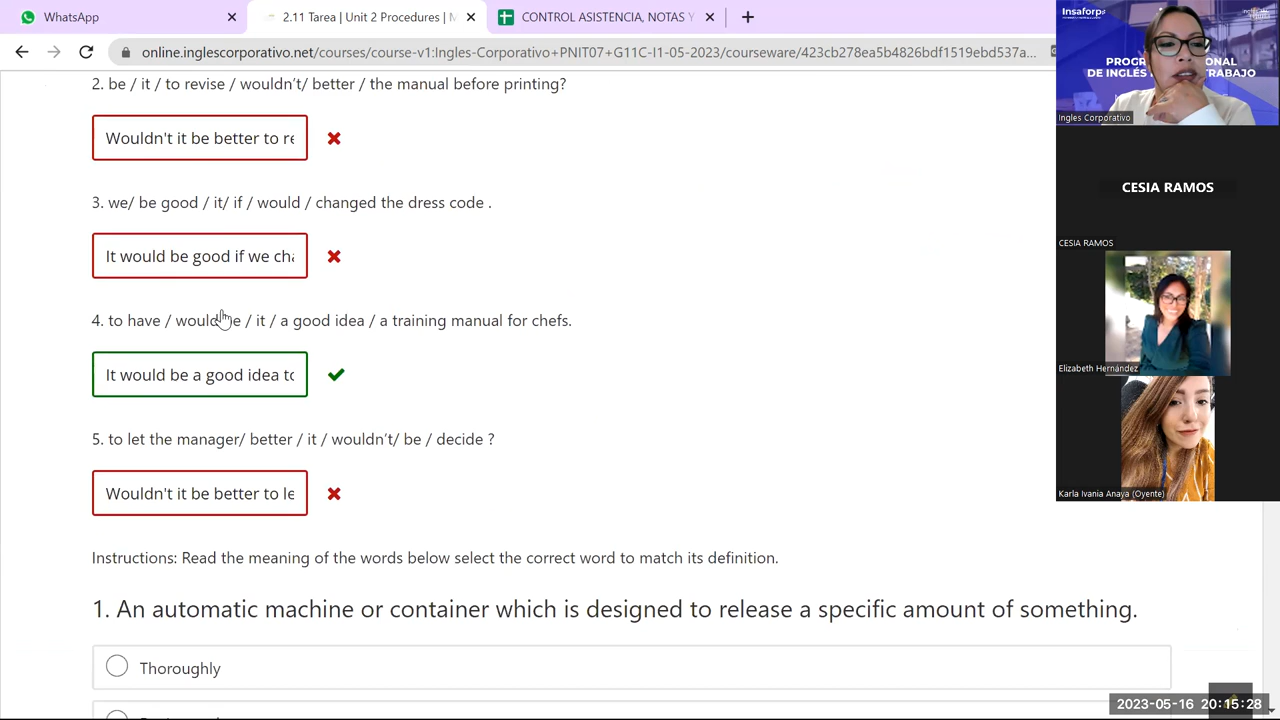 WhatsApp
2.11 Tarea | Unit 2 Procedures | M
CONTROL ASISTENCIA NOTAS Y
online.inglescorporativo.net/courses/course-v1:Ingles-Corporativo+PNIT07+G11C-I1-05-2023/courseware/423cb278ea5b4826bdf1519ebd537a...
2. be / it / to revise / wouldn't/ better / the manual before printing?
Wouldn't it be better to re
3. we/ be good / it/ if / would / changed the dress code .
It would be good if we cha
4. to have / would be / it / a good idea / a training manual for chefs.
It would be a good idea to
5. to let the manager/ better / it / wouldn't/ be / decide ?
Wouldn't it be better to le
Instructions: Read the meaning of the words below select the correct word to match its definition.
1. An automatic machine or container which is designed to release a specific amount of something.
Thoroughly
Insaforp
PROGR ONAL
DE INGLÉS TRABAJO
Ingles Corporativo
CESIA RAMOS
CESIA RAMOS
Elizabeth Hernández
Karla Ivania Anaya (Oyente)
2023-05-16 20:15:28